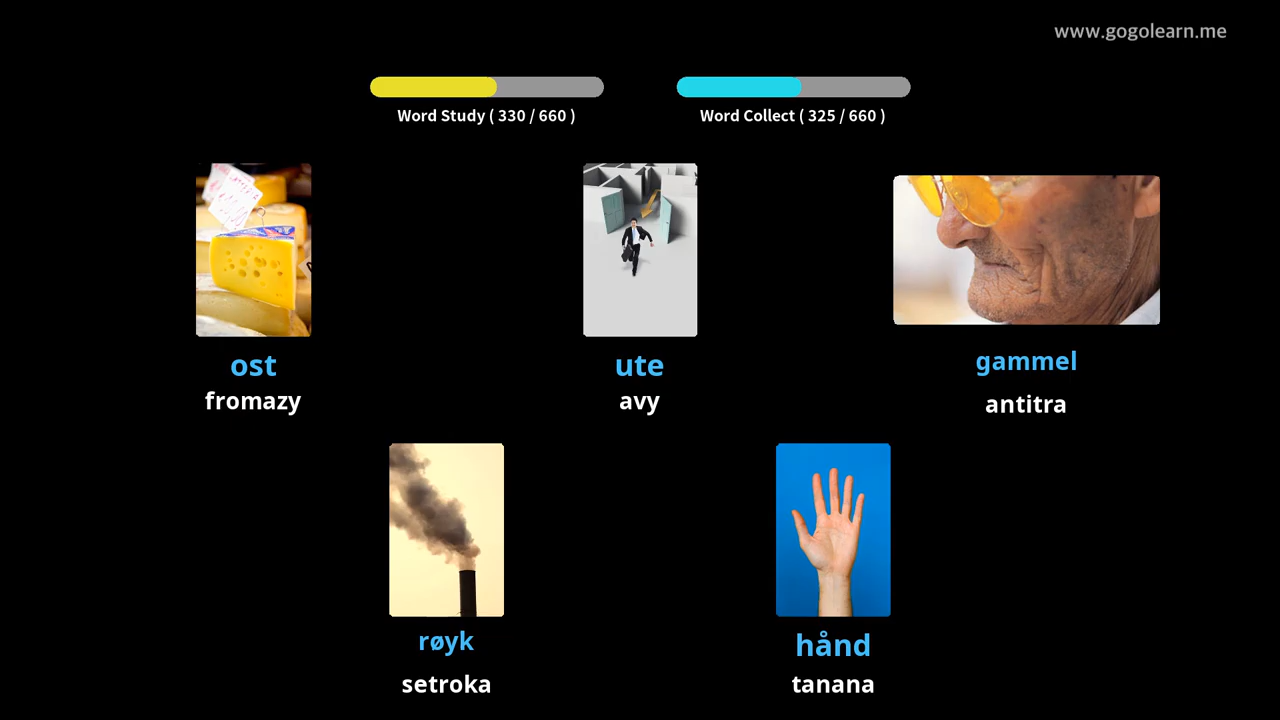 www.gogolearn.me
Word Study ( 330 / 660 )
Word Collect ( 325 / 660 )
ost
fromazy
ute
avy
gammel
antitra
røyk
setroka
hånd
tanana